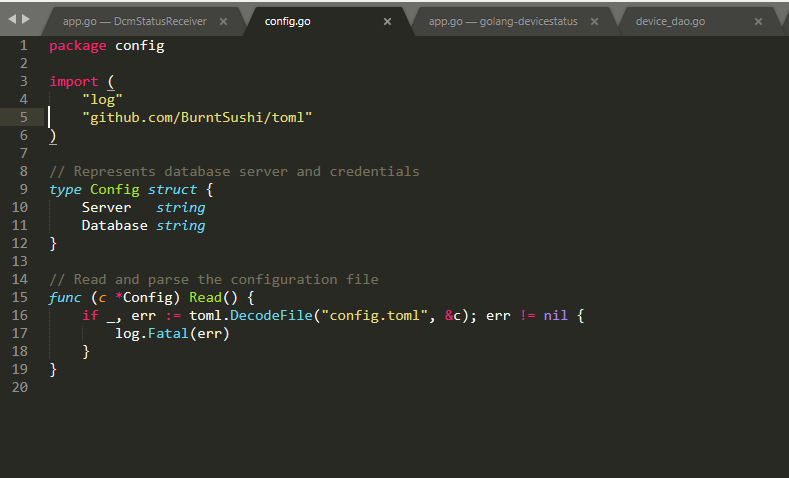 app.go — DcmStatusReceiver × config.go × app.go — golang-devicestatus × device_dao.go ×
1 package config
2
3 import (
4     "log"
5     "github.com/BurntSushi/toml"
6 )
7
8 // Represents database server and credentials
9 type Config struct {
10     Server   string
11     Database string
12 }
13
14 // Read and parse the configuration file
15 func (c *Config) Read() {
16     if _, err := toml.DecodeFile("config.toml", &c); err != nil {
17         log.Fatal(err)
18     }
19 }
20